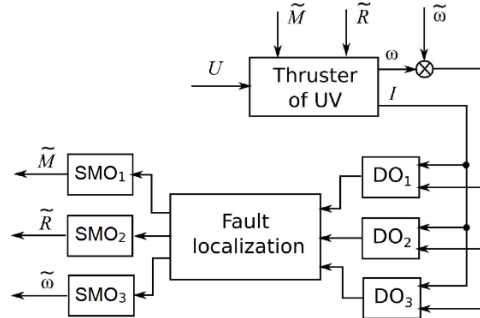 M̃
R̃
ω̃
U
Thruster
of UV
ω
I
M̃
SMO₁
DO₁
R̃
SMO₂
Fault
localization
DO₂
ω̃
SMO₃
DO₃